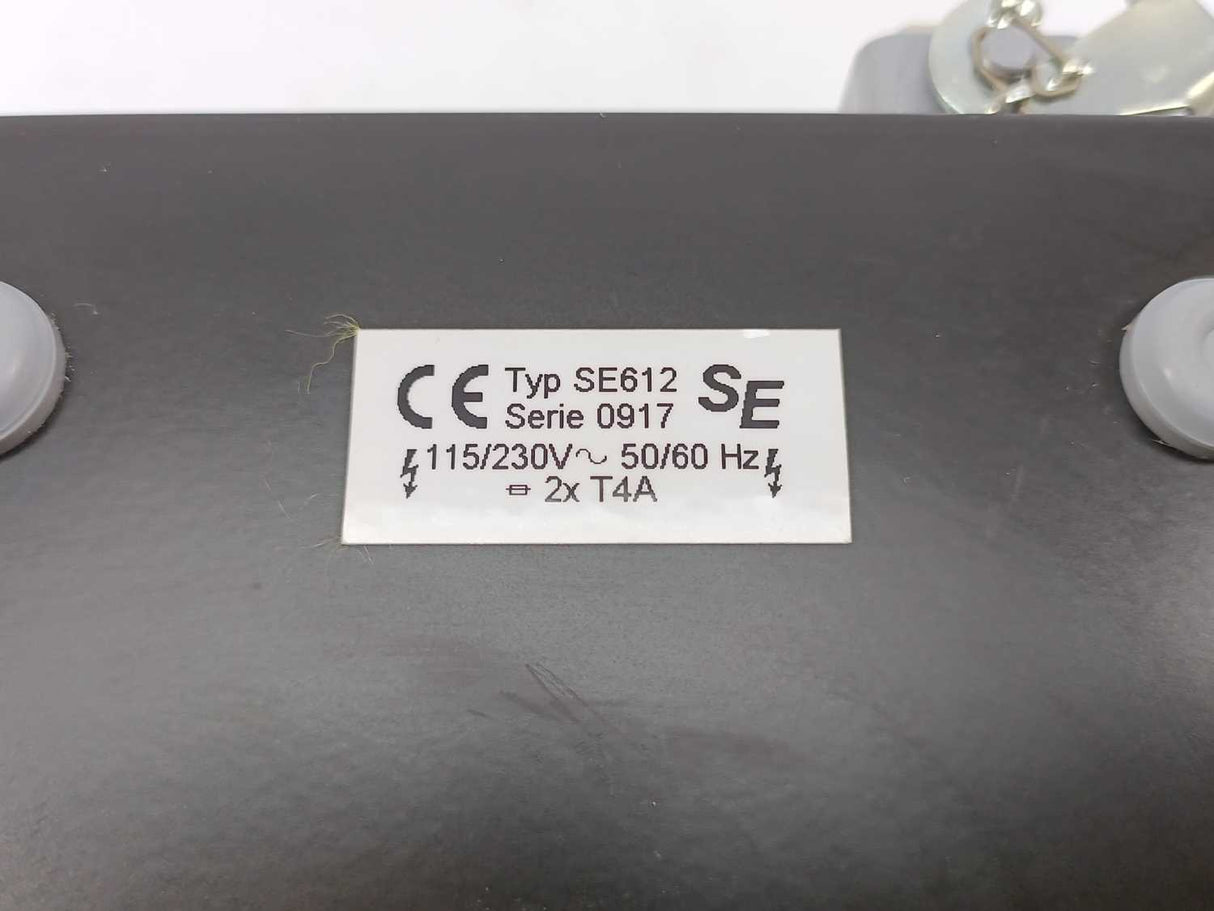 CE Typ SE612 SE
Serie 0917
115/230V~ 50/60 Hz
2x T4A